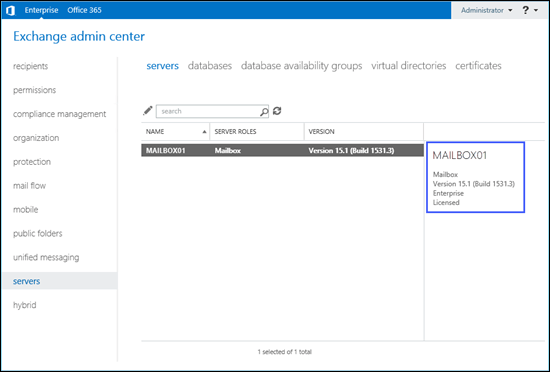 Enterprise Office 365 Administrator ?
Exchange admin center
recipients
permissions
compliance management
organization
protection
mail flow
mobile
public folders
unified messaging
servers
hybrid
servers databases database availability groups virtual directories certificates
search
NAME SERVER ROLES VERSION
MAILBOX01 Mailbox Version 15.1 (Build 1531.3)
MAILBOX01
Mailbox
Version 15.1 (Build 1531.3)
Enterprise
Licensed
1 selected of 1 total